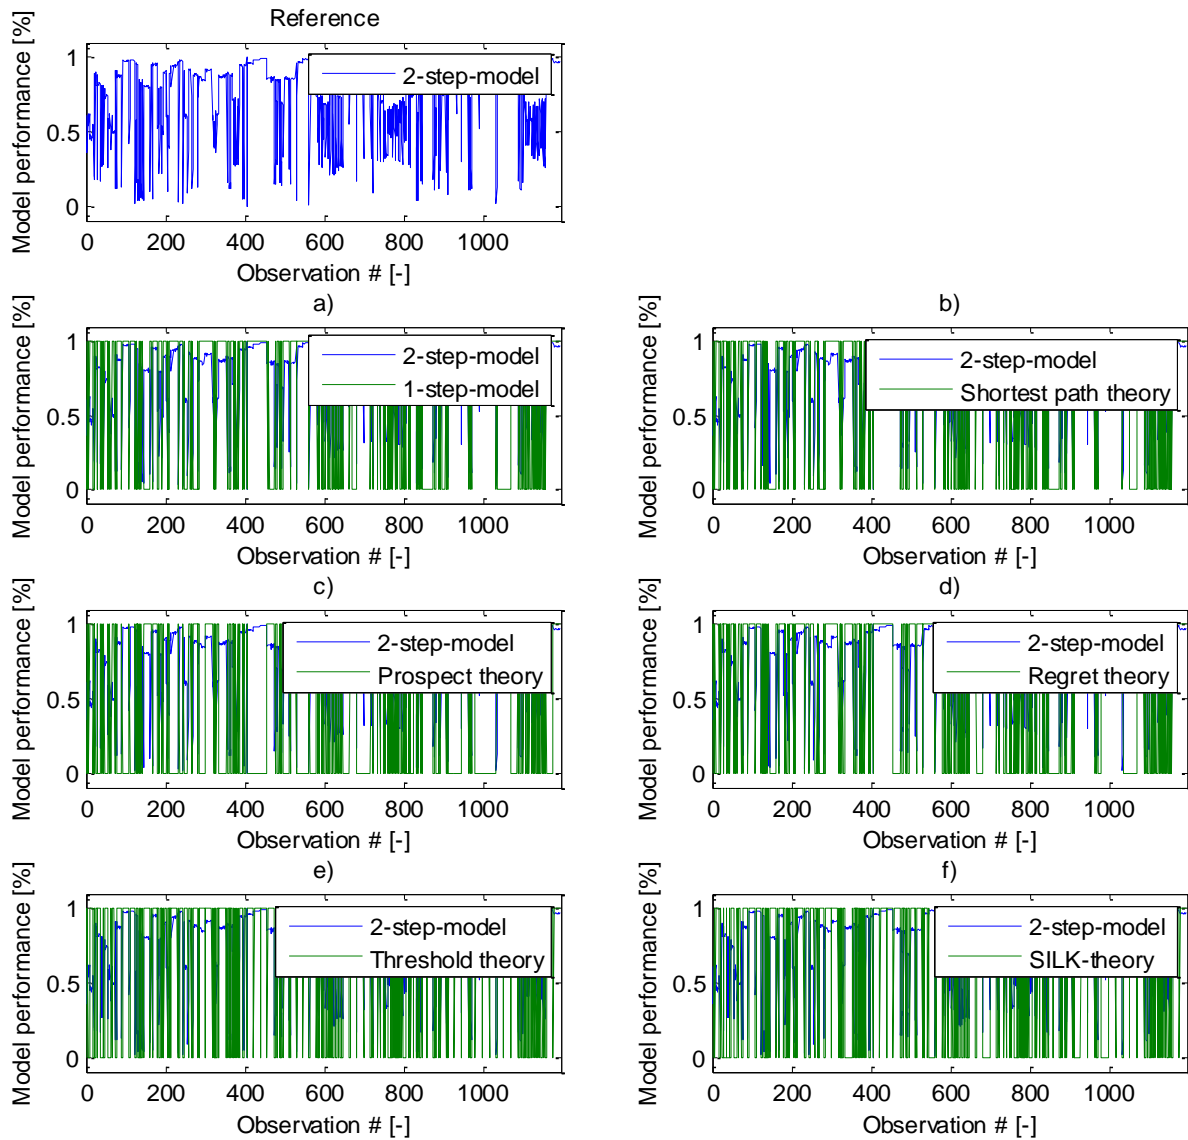 Reference
Model performance [%]
1
0.5
0
2-step-model
0 200 400 600 800 1000
Observation # [-]
a)
Model performance [%]
1
0.5
0
2-step-model
1-step-model
0 200 400 600 800 1000
Observation # [-]
b)
Model performance [%]
1
0.5
0
2-step-model
Shortest path theory
0 200 400 600 800 1000
Observation # [-]
c)
Model performance [%]
1
0.5
0
2-step-model
Prospect theory
0 200 400 600 800 1000
Observation # [-]
d)
Model performance [%]
1
0.5
0
2-step-model
Regret theory
0 200 400 600 800 1000
Observation # [-]
e)
Model performance [%]
1
0.5
0
2-step-model
Threshold theory
0 200 400 600 800 1000
Observation # [-]
f)
Model performance [%]
1
0.5
0
2-step-model
SILK-theory
0 200 400 600 800 1000
Observation # [-]